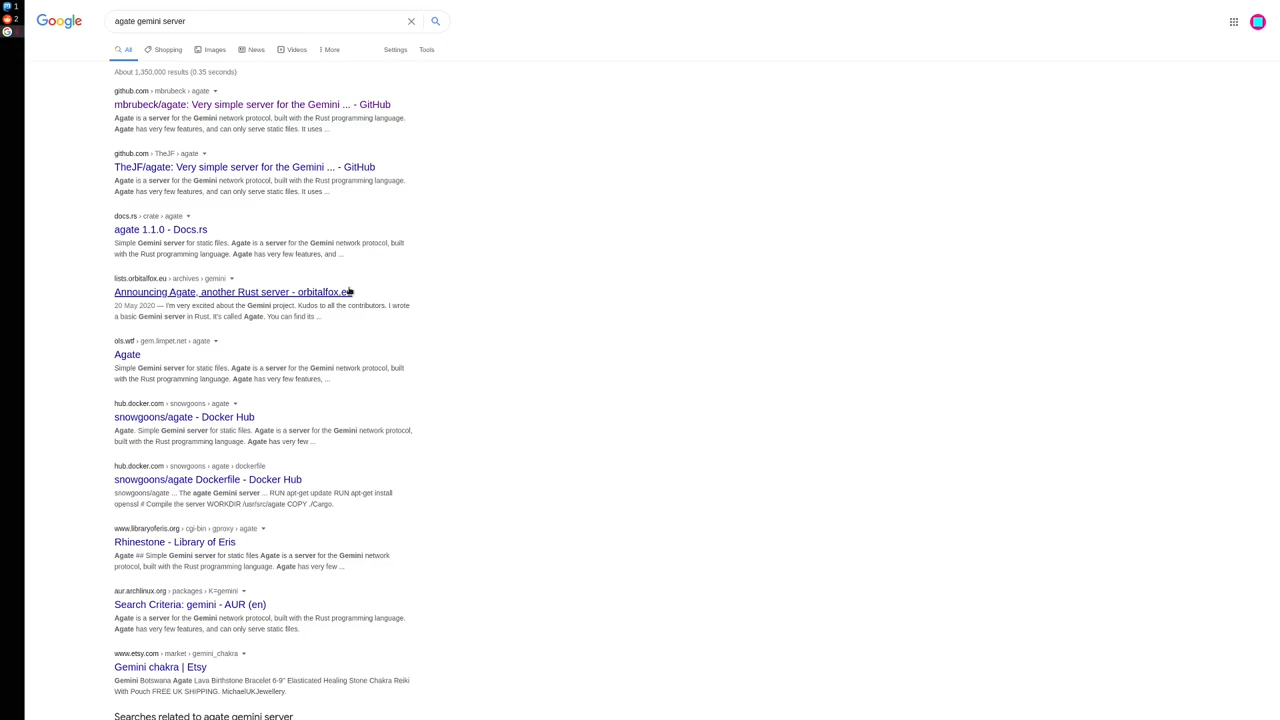 1
2
Google
agate gemini server
All
Shopping
Images
News
Videos
More
Settings
Tools
About 1,350,000 results (0.35 seconds)
github.com › mbrubeck › agate
mbrubeck/agate: Very simple server for the Gemini ... - GitHub
Agate is a server for the Gemini network protocol, built with the Rust programming language.
Agate has very few features, and can only serve static files. It uses ...
github.com › TheJF › agate
TheJF/agate: Very simple server for the Gemini ... - GitHub
Agate is a server for the Gemini network protocol, built with the Rust programming language.
Agate has very few features, and can only serve static files. It uses ...
docs.rs › crate › agate
agate 1.1.0 - Docs.rs
Simple Gemini server for static files. Agate is a server for the Gemini network protocol, built
with the Rust programming language. Agate has very few features, and ...
lists.orbitalfox.eu › archives › gemini
Announcing Agate, another Rust server - orbitalfox.eu
20 May 2020 — I'm very excited about the Gemini project. Kudos to all the contributors. I wrote
a basic Gemini server in Rust. It's called Agate. You can find its ...
ols.wtf › gem.limpet.net › agate
Agate
Simple Gemini server for static files. Agate is a server for the Gemini network protocol, built
with the Rust programming language. Agate has very few features, ...
hub.docker.com › snowgoons › agate
snowgoons/agate - Docker Hub
Agate. Simple Gemini server for static files. Agate is a server for the Gemini network protocol,
built with the Rust programming language. Agate has very few ...
hub.docker.com › snowgoons › agate › dockerfile
snowgoons/agate Dockerfile - Docker Hub
snowgoons/agate ... The agate Gemini server ... RUN apt-get update RUN apt-get install
openssl # Compile the server WORKDIR /usr/src/agate COPY ./Cargo.
www.libraryoferis.org › cgi-bin › gproxy › agate
Rhinestone - Library of Eris
Agate ## Simple Gemini server for static files Agate is a server for the Gemini network
protocol, built with the Rust programming language. Agate has very few ...
aur.archlinux.org › packages › K=gemini
Search Criteria: gemini - AUR (en)
Agate is a server for the Gemini network protocol, built with the Rust programming language.
Agate has very few features, and can only serve static files.
www.etsy.com › market › gemini_chakra
Gemini chakra | Etsy
Gemini Botswana Agate Lava Birthstone Bracelet 6-9" Elasticated Healing Stone Chakra Reiki
With Pouch FREE UK SHIPPING. MichaelUKJewellery.
Searches related to agate gemini server